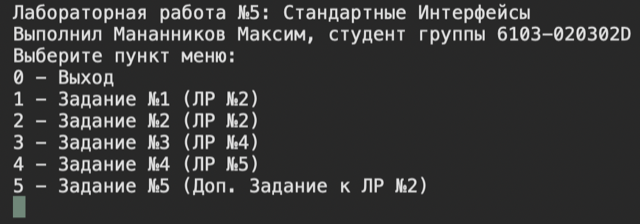 Лабораторная работа №5: Стандартные Интерфейсы
Выполнил Мананников Максим, студент группы 6103-020302D
Выберите пункт меню:
0 – Выход
1 – Задание №1 (ЛР №2)
2 – Задание №2 (ЛР №2)
3 – Задание №3 (ЛР №4)
4 – Задание №4 (ЛР №5)
5 – Задание №5 (Доп. Задание к ЛР №2)